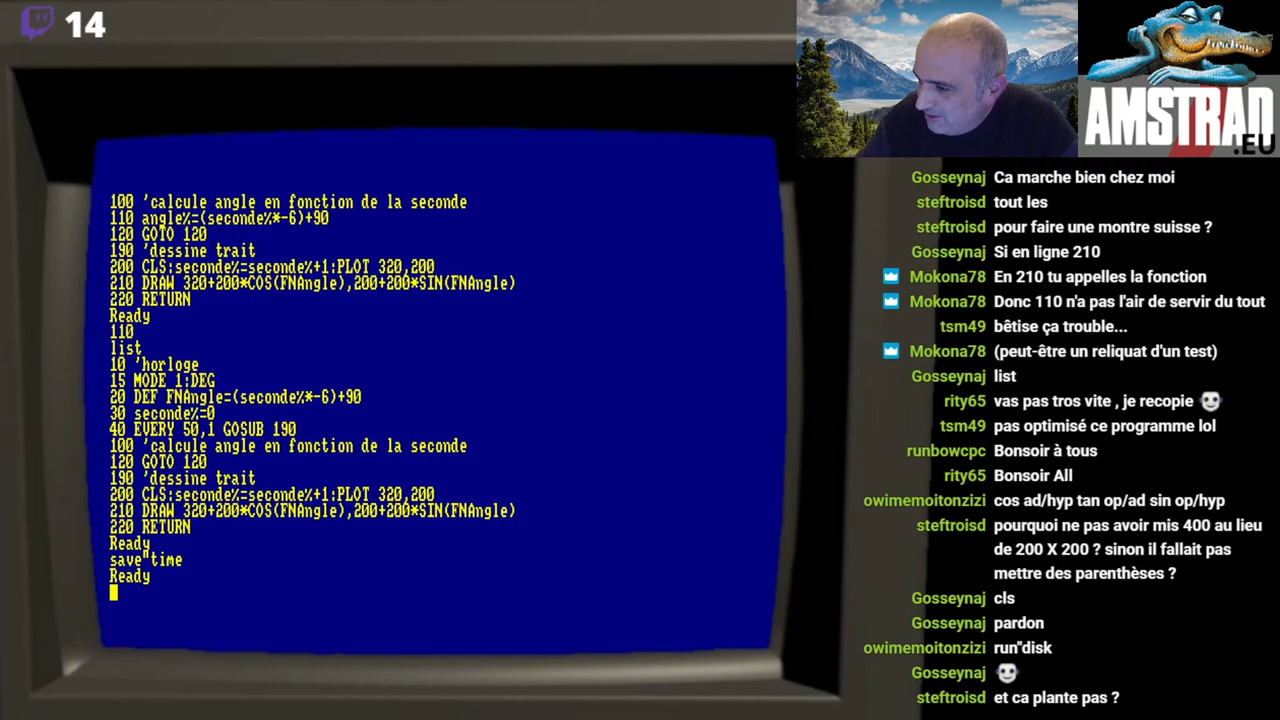 14
100 'calcule angle en fonction de la seconde
110 angle%=(seconde%*-6)+90
120 GOTO 120
190 'dessine trait
200 CLS:seconde%=seconde%+1:PLOT 320,200
210 DRAW 320+200*COS(FNAngle),200+200*SIN(FNAngle)
220 RETURN
Ready
110
list
10 'horloge
15 MODE 1:DEG
20 DEF FNAngle=(seconde%*-6)+90
30 seconde%=0
40 EVERY 50,1 GOSUB 190
100 'calcule angle en fonction de la seconde
120 GOTO 120
190 'dessine trait
200 CLS:seconde%=seconde%+1:PLOT 320,200
210 DRAW 320+200*COS(FNAngle),200+200*SIN(FNAngle)
220 RETURN
Ready
save"time
Ready
AMSTRAD
.EU
Gosseynaj Ca marche bien chez moi
steftroisd tout les
steftroisd pour faire une montre suisse ?
Gosseynaj Si en ligne 210
Mokona78 En 210 tu appelles la fonction
Mokona78 Donc 110 n'a pas l'air de servir du tout
tsm49 bêtise ça trouble...
Mokona78 (peut-être un reliquat d'un test)
Gosseynaj list
rity65 vas pas tros vite , je recopie
tsm49 pas optimisé ce programme lol
runbowcpc Bonsoir à tous
rity65 Bonsoir All
owimemoitonzizi cos ad/hyp tan op/ad sin op/hyp
steftroisd pourquoi ne pas avoir mis 400 au lieu
de 200 X 200 ? sinon il fallait pas
mettre des parenthèses ?
Gosseynaj cls
Gosseynaj pardon
owimemoitonzizi run"disk
Gosseynaj
steftroisd et ca plante pas ?